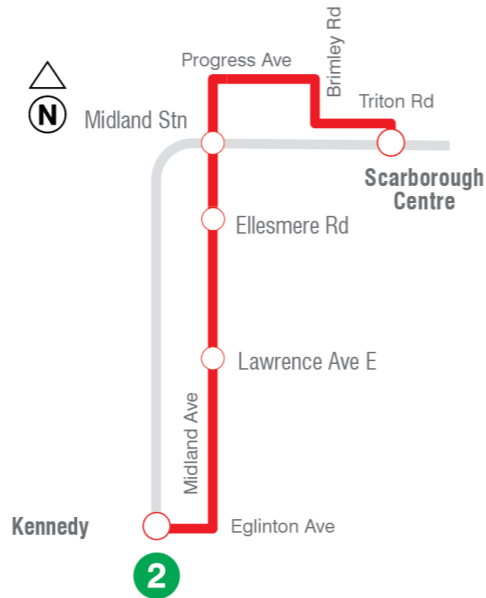 Progress Ave
Brimley Rd
Triton Rd
N
Midland Stn
Scarborough
Centre
Ellesmere Rd
Lawrence Ave E
Midland Ave
Kennedy
Eglinton Ave
2